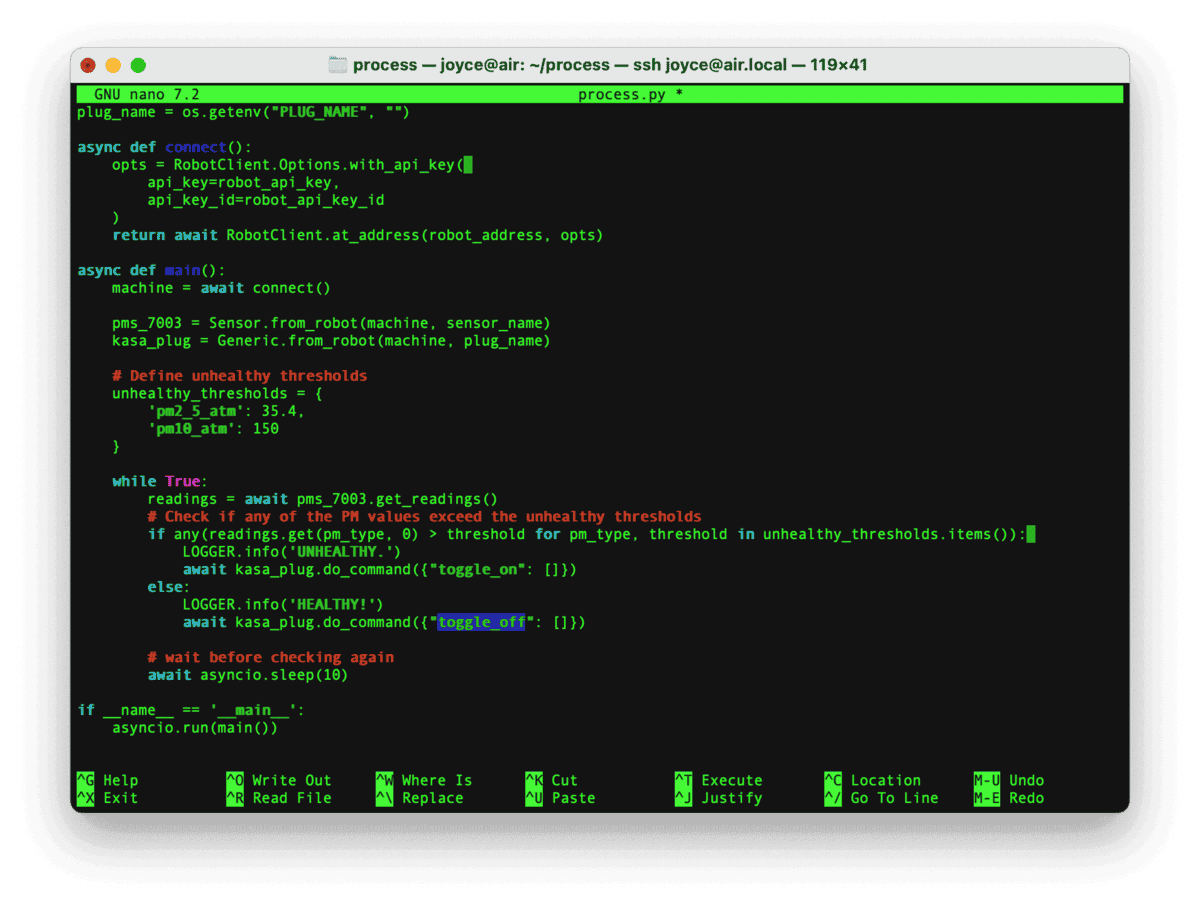 process — joyce@air: ~/process — ssh joyce@air.local — 119×41
GNU nano 7.2 process.py *
plug_name = os.getenv("PLUG_NAME", "")
async def connect():
    opts = RobotClient.Options.with_api_key(
        api_key=robot_api_key,
        api_key_id=robot_api_key_id
    )
    return await RobotClient.at_address(robot_address, opts)
async def main():
    machine = await connect()
    pms_7003 = Sensor.from_robot(machine, sensor_name)
    kasa_plug = Generic.from_robot(machine, plug_name)
    # Define unhealthy thresholds
    unhealthy_thresholds = {
        'pm2_5_atm': 35.4,
        'pm10_atm': 150
    }
    while True:
        readings = await pms_7003.get_readings()
        # Check if any of the PM values exceed the unhealthy thresholds
        if any(readings.get(pm_type, 0) > threshold for pm_type, threshold in unhealthy_thresholds.items()):
            LOGGER.info('UNHEALTHY.')
            await kasa_plug.do_command({"toggle_on": []})
        else:
            LOGGER.info('HEALTHY!')
            await kasa_plug.do_command({"toggle_off": []})
        # wait before checking again
        await asyncio.sleep(10)
if __name__ == '__main__':
    asyncio.run(main())
^G Help ^O Write Out ^W Where Is ^K Cut ^T Execute ^C Location M-U Undo
^X Exit ^R Read File ^\ Replace ^U Paste ^J Justify ^/ Go To Line M-E Redo